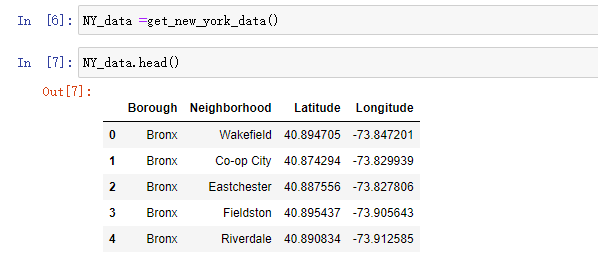 In [6]: NY_data =get_new_york_data()
In [7]: NY_data.head()
Out[7]:
Borough Neighborhood Latitude Longitude
0 Bronx Wakefield 40.894705 -73.847201
1 Bronx Co-op City 40.874294 -73.829939
2 Bronx Eastchester 40.887556 -73.827806
3 Bronx Fieldston 40.895437 -73.905643
4 Bronx Riverdale 40.890834 -73.912585